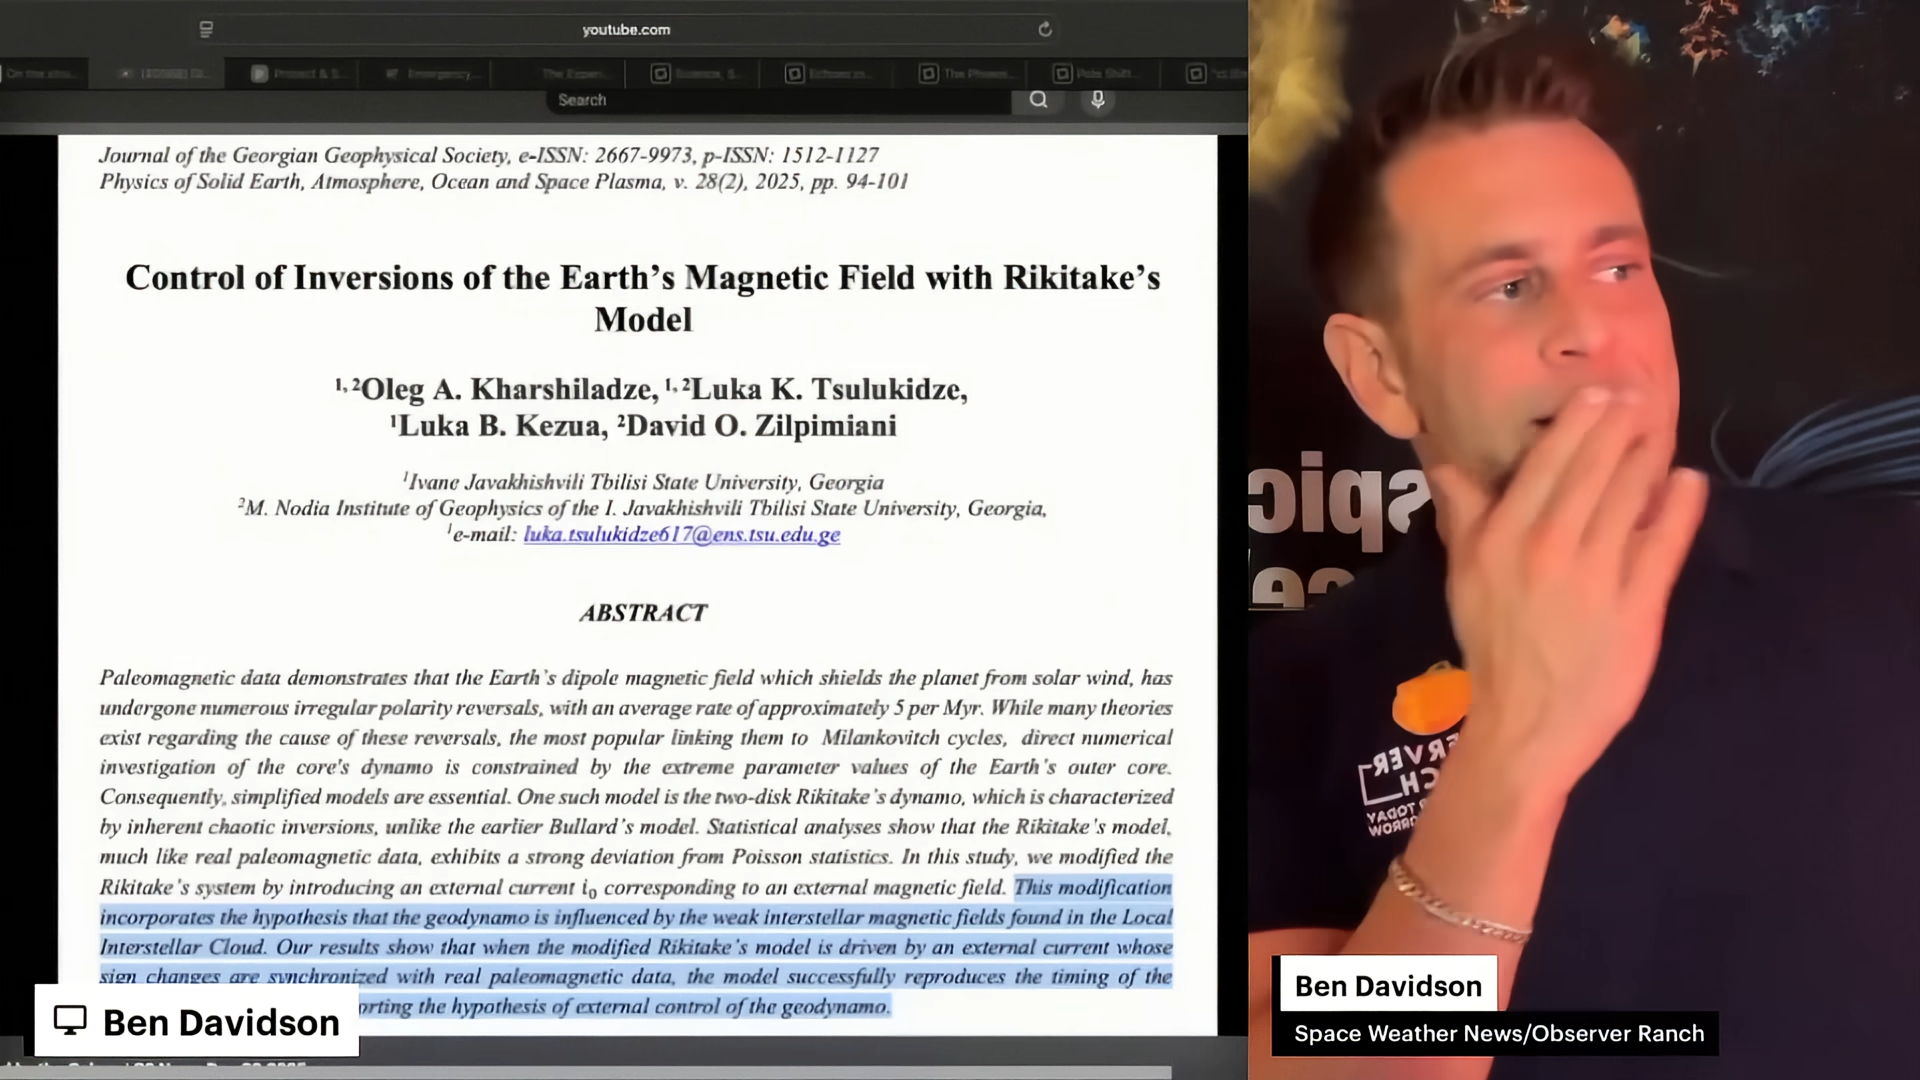 youtube.com
Search
Journal of the Georgian Geophysical Society, e-ISSN: 2667-9973, p-ISSN: 1512-1127
Physics of Solid Earth, Atmosphere, Ocean and Space Plasma, v. 28(2), 2025, pp. 94-101
Control of Inversions of the Earth's Magnetic Field with Rikitake's
Model
1,2Oleg A. Kharshiladze, 1,2Luka K. Tsulukidze,
1Luka B. Kezua, 2David O. Zilpimiani
1Ivane Javakhishvili Tbilisi State University, Georgia
2M. Nodia Institute of Geophysics of the I. Javakhishvili Tbilisi State University, Georgia,
1e-mail: luka.tsulukidze617@ens.tsu.edu.ge
ABSTRACT
Paleomagnetic data demonstrates that the Earth's dipole magnetic field which shields the planet from solar wind, has
undergone numerous irregular polarity reversals, with an average rate of approximately 5 per Myr. While many theories
exist regarding the cause of these reversals, the most popular linking them to Milankovitch cycles, direct numerical
investigation of the core's dynamo is constrained by the extreme parameter values of the Earth's outer core.
Consequently, simplified models are essential. One such model is the two-disk Rikitake's dynamo, which is characterized
by inherent chaotic inversions, unlike the earlier Bullard's model. Statistical analyses show that the Rikitake's model,
much like real paleomagnetic data, exhibits a strong deviation from Poisson statistics. In this study, we modified the
Rikitake's system by introducing an external current i0 corresponding to an external magnetic field. This modification
incorporates the hypothesis that the geodynamo is influenced by the weak interstellar magnetic fields found in the Local
Interstellar Cloud. Our results show that when the modified Rikitake's model is driven by an external current whose
sign changes are synchronized with real paleomagnetic data, the model successfully reproduces the timing of the
orting the hypothesis of external control of the geodynamo.
Ben Davidson
Ben Davidson
Space Weather News/Observer Ranch